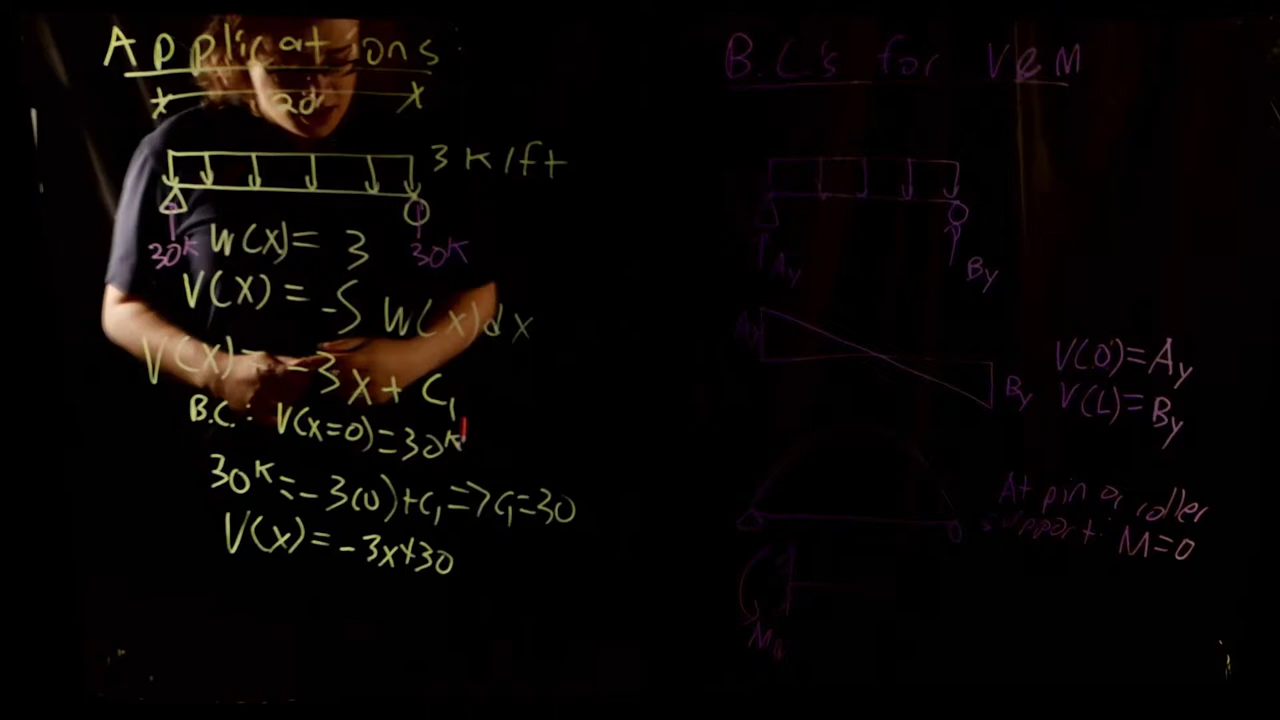 Applications
20'
3 K/ft
30K
30K
W(x) = 3
V(x) = -∫ W(x)dx
V(x) = -3x + C₁
B.C.: V(x=0)=30K
30K = -3(0)+C₁ => C₁=30
V(x) = -3x+30
B.C.'s for V & M
Ay
By
Ay
By
V(0)=Ay
V(L)=By
At pin or roller
support: M=0